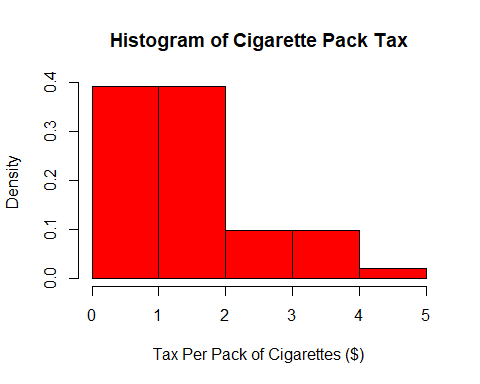 Histogram of Cigarette Pack Tax
Density
0.4
0.3
0.2
0.1
0.0
0 1 2 3 4 5
Tax Per Pack of Cigarettes ($)